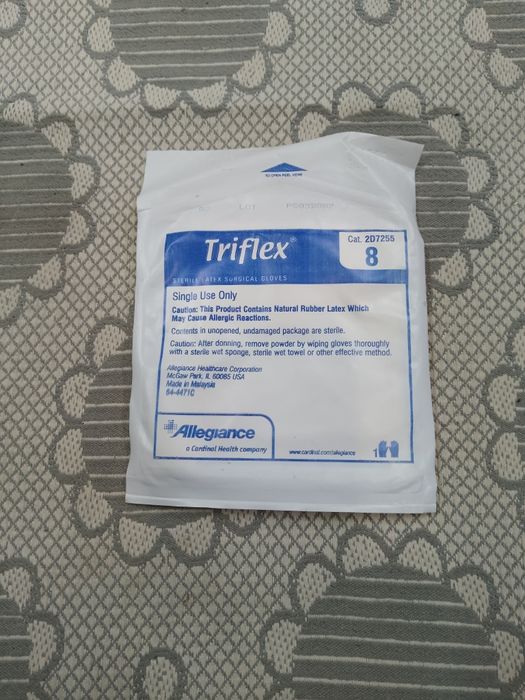 TO OPEN PEEL HERE
LOT
Triflex®
Cat. 2D7255
8
STERILE LATEX SURGICAL GLOVES
Single Use Only
Caution: This Product Contains Natural Rubber Latex Which
May Cause Allergic Reactions.
Contents in unopened, undamaged package are sterile.
Caution: After donning, remove powder by wiping gloves thoroughly
with a sterile wet sponge, sterile wet towel or other effective method.
Allegiance Healthcare Corporation
McGaw Park, IL 60085 USA
Made in Malaysia
64-4471C
Allegiance
a Cardinal Health company
www.cardinal.com/allegiance
1